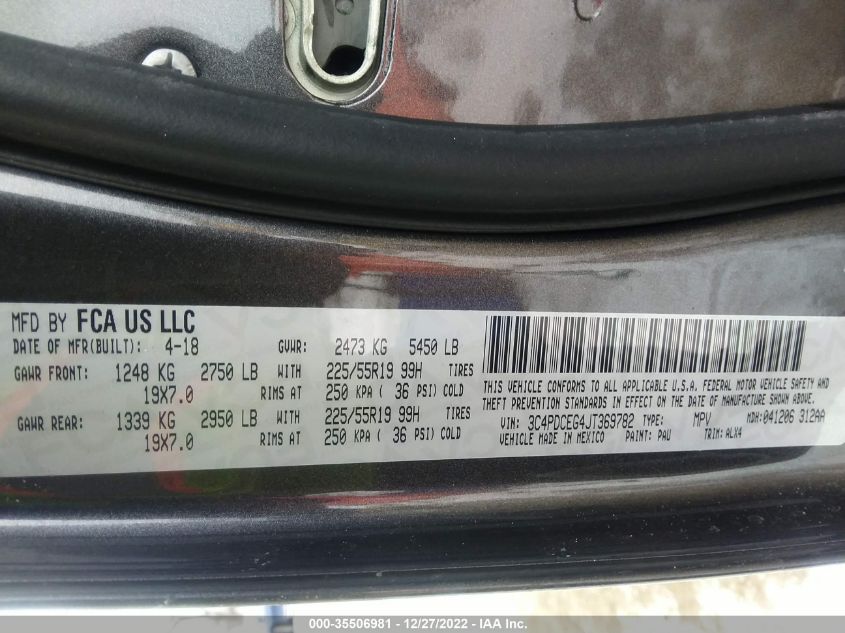 MFD BY FCA US LLC
DATE OF MFR(BUILT): 4-18 GVWR: 2473 KG 5450 LB
GAWR FRONT: 1248 KG 2750 LB WITH 225/55R19 99H TIRES
19X7.0 RIMS AT 250 KPA ( 36 PSI) COLD
GAWR REAR: 1339 KG 2950 LB WITH 225/55R19 99H TIRES
19X7.0 RIMS AT 250 KPA ( 36 PSI) COLD
THIS VEHICLE CONFORMS TO ALL APPLICABLE U.S.A. FEDERAL MOTOR VEHICLE SAFETY AND
THEFT PREVENTION STANDARDS IN EFFECT ON THE DATE OF MANUFACTURE SHOWN ABOVE.
VIN: 3C4PDCEG4JT369782 TYPE: MPV MDH: 041206 312AA
VEHICLE MADE IN MEXICO PAINT: PAU TRIM: ALX4
000-35506981 - 12/27/2022 - IAA Inc.